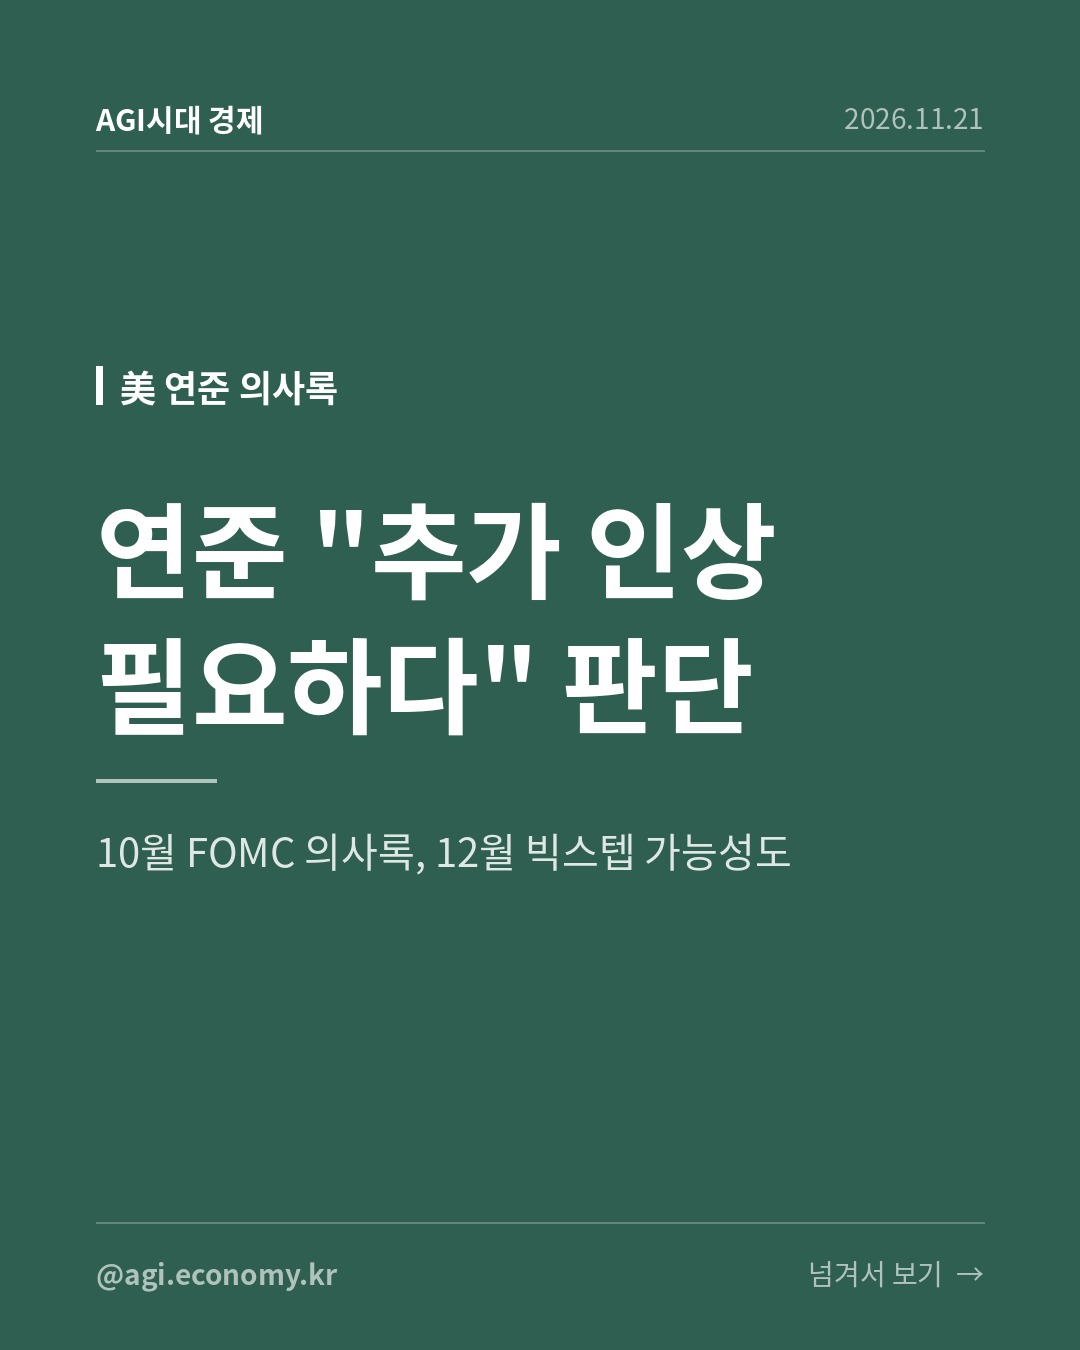 AGI시대 경제
2026.11.21
美 연준 의사록
연준 "추가 인상
필요하다" 판단
10월 FOMC 의사록, 12월 빅스텝 가능성도
@agi.economy.kr
넘겨서 보기 →